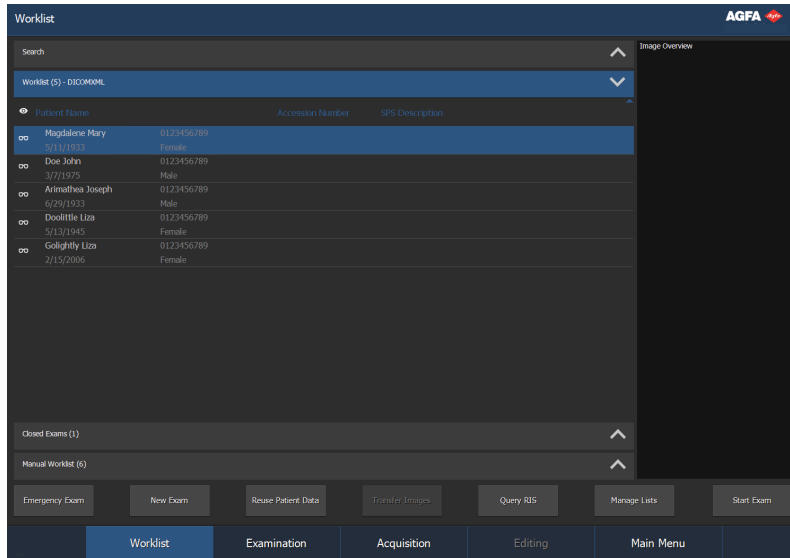 Worklist
AGFA Agfa
Search
Image Overview
Worklist (5) - DICOMXML
Patient Name Accession Number SPS Description
Magdalene Mary 0123456789
5/11/1933 Female
Doe John 0123456789
3/7/1975 Male
Arimathea Joseph 0123456789
6/29/1933 Male
Doolittle Liza 0123456789
5/13/1945 Female
Golightly Liza 0123456789
2/15/2006 Female
Closed Exams (1)
Manual Worklist (6)
Emergency Exam New Exam Reuse Patient Data Transfer Images Query RIS Manage Lists Start Exam
Worklist Examination Acquisition Editing Main Menu